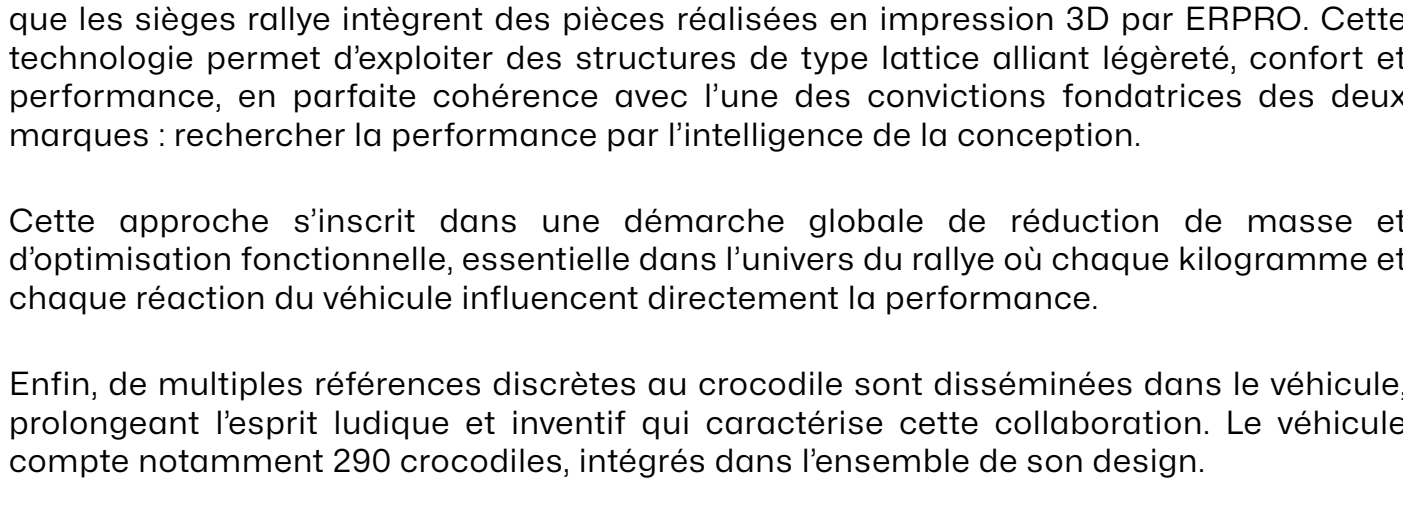 que les sièges rallye intègrent des pièces réalisées en impression 3D par ERPRO. Cette
technologie permet d’exploiter des structures de type lattice alliant légèreté, confort et
performance, en parfaite cohérence avec l’une des convictions fondatrices des deux
marques : rechercher la performance par l’intelligence de la conception.
Cette approche s’inscrit dans une démarche globale de réduction de masse et
d’optimisation fonctionnelle, essentielle dans l’univers du rallye où chaque kilogramme et
chaque réaction du véhicule influencent directement la performance.
Enfin, de multiples références discrètes au crocodile sont disséminées dans le véhicule,
prolongeant l’esprit ludique et inventif qui caractérise cette collaboration. Le véhicule
compte notamment 290 crocodiles, intégrés dans l’ensemble de son design.